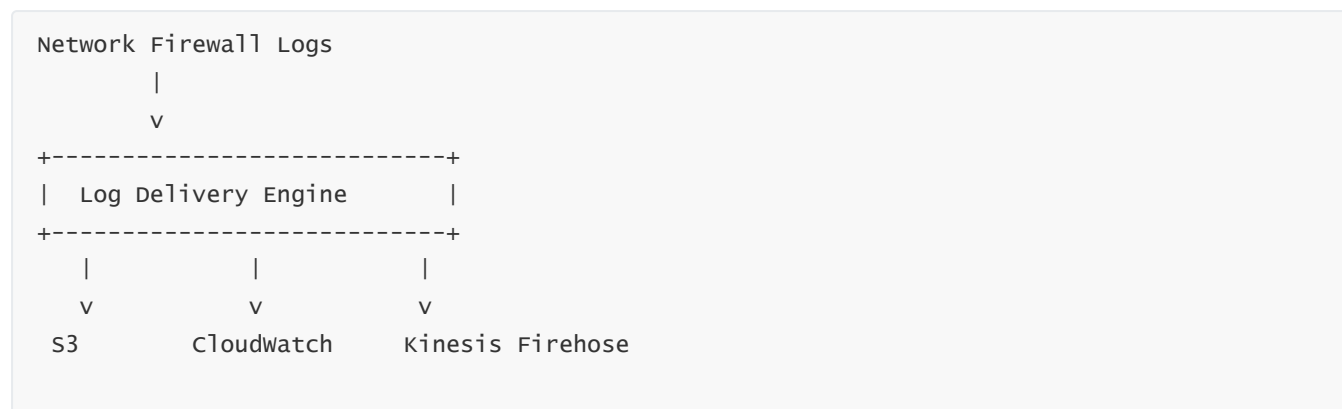 Network Firewall Logs
        |
        v
+----------------------------+
|  Log Delivery Engine       |
+----------------------------+
   |           |           |
   v           v           v
 S3        CloudWatch     Kinesis Firehose